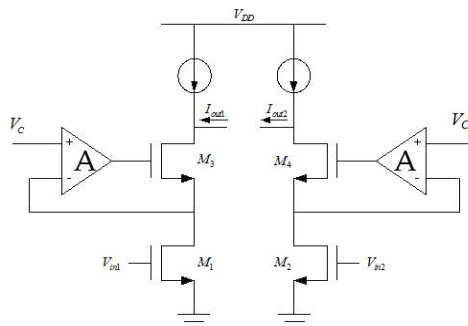 V_DD
I_out1 I_out2
V_C V_C
+ +
A A
- -
M_3 M_4
V_in1 M_1 M_2 V_in2